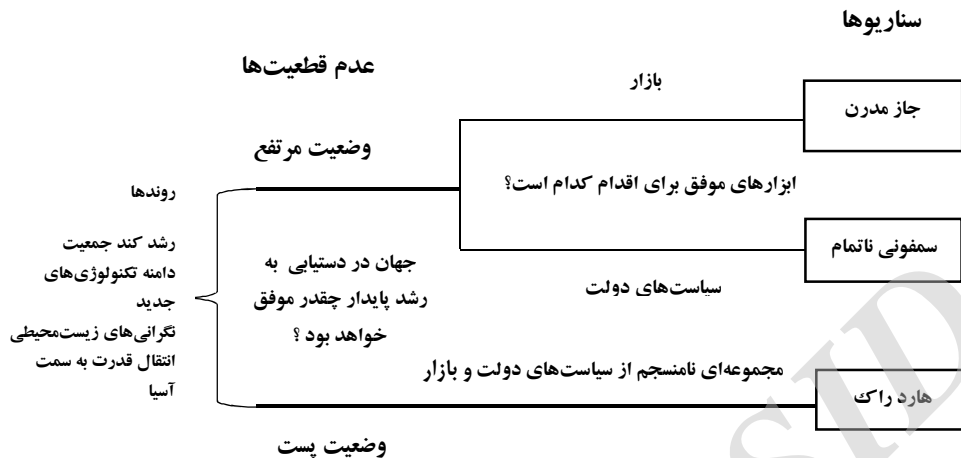 سناریوها
عدم قطعیت‌ها
بازار
جاز مدرن
وضعیت مرتفع
ابزارهای موفق برای اقدام کدام است؟
روندها
رشد کند جمعیت
دامنه تکنولوژی‌های
جدید
نگرانی‌های زیست‌محیطی
انتقال قدرت به سمت
آسیا
جهان در دستیابی به
رشد پایدار چقدر موفق
خواهد بود ؟
سمفونی ناتمام
سیاست‌های دولت
مجموعه‌ای نامنسجم از سیاست‌های دولت و بازار
هارد راک
وضعیت پست
SID